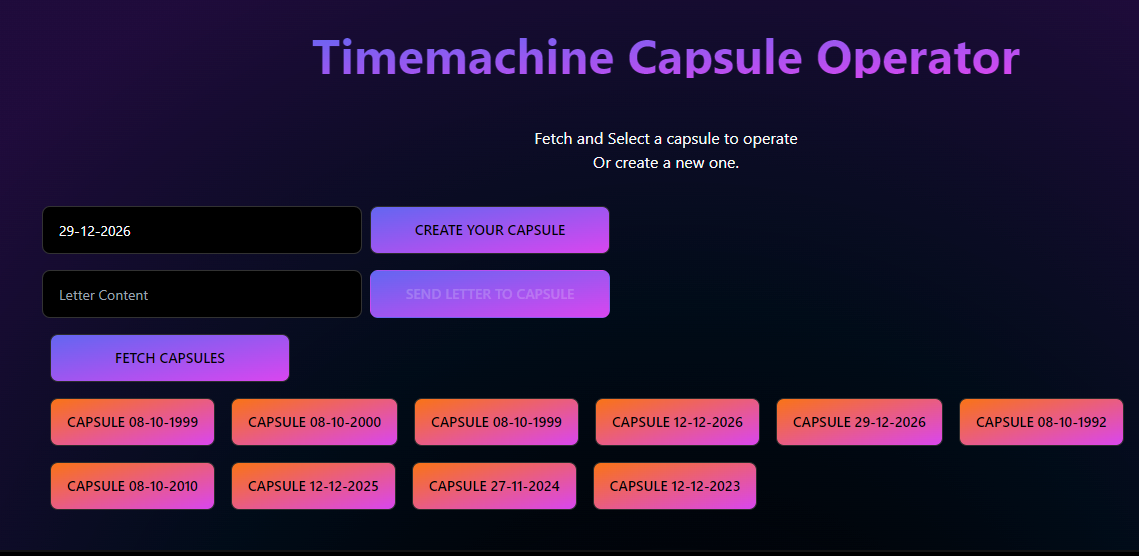 Timemachine Capsule Operator
Fetch and Select a capsule to operate
Or create a new one.
29-12-2026 CREATE YOUR CAPSULE
Letter Content SEND LETTER TO CAPSULE
FETCH CAPSULES
CAPSULE 08-10-1999 CAPSULE 08-10-2000 CAPSULE 08-10-1999 CAPSULE 12-12-2026 CAPSULE 29-12-2026 CAPSULE 08-10-1992
CAPSULE 08-10-2010 CAPSULE 12-12-2025 CAPSULE 27-11-2024 CAPSULE 12-12-2023